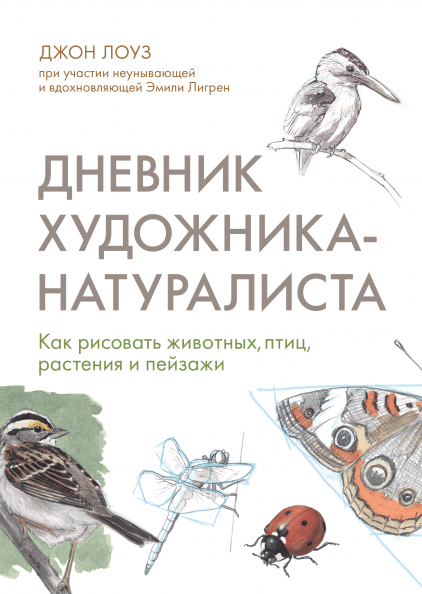 ДЖОН ЛОУЗ
при участии неунывающей
и вдохновляющей Эмили Лигрен
ДНЕВНИК
ХУДОЖНИКА-
НАТУРАЛИСТА
Как рисовать животных, птиц,
растения и пейзажи